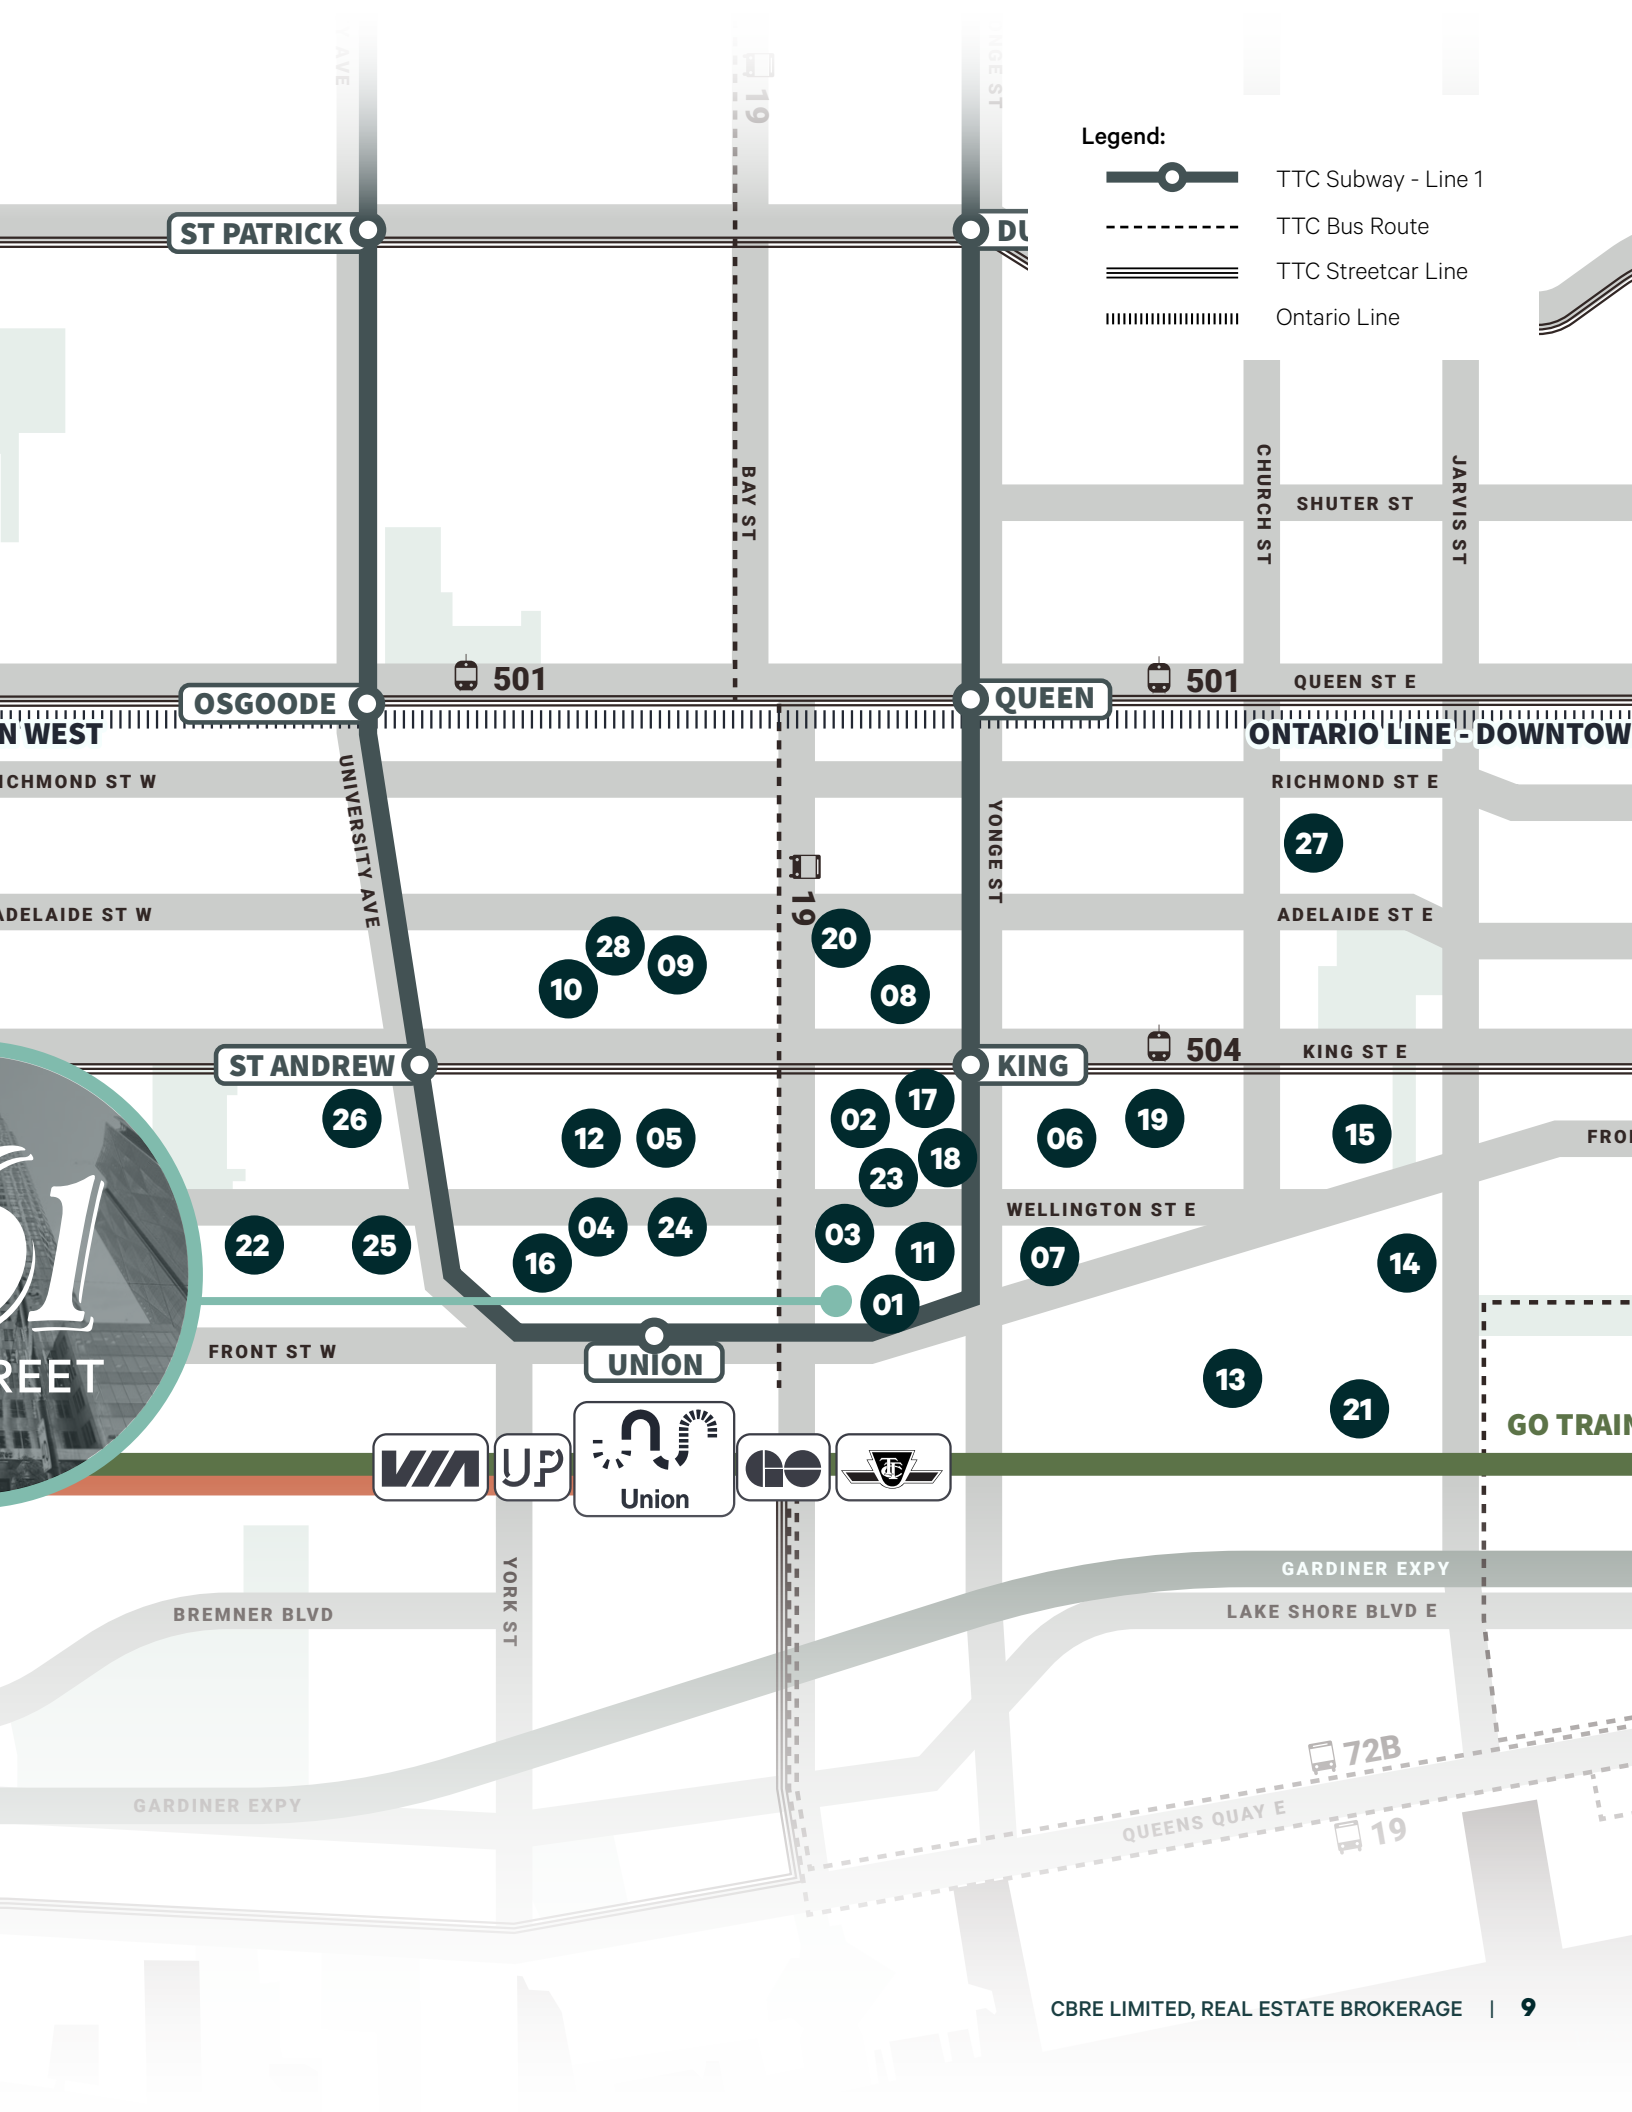 19
Legend:
TTC Subway - Line 1
TTC Bus Route
TTC Streetcar Line
Ontario Line
ST PATRICK
BAY ST
CHURCH ST
JARVIS ST
SHUTER ST
501
501
QUEEN ST E
OSGOODE
QUEEN
WEST
ONTARIO LINE -
ST W
RICHMOND ST E
UNIVERSITY AVE
YONGE ST
27
19
ST W
ADELAIDE ST E
28
09
10
20
08
ST ANDREW
KING
504
KING ST E
26
12
05
02
17
18
23
06
19
15
WELLINGTON ST E
22
25
04
24
16
03
11
01
07
14
FRONT ST W
UNION
13
21
GO
VIA
UP
Union
GO
TTC
YORK ST
BREMNER BLVD
GARDINER EXPY
LAKE SHORE BLVD E
GARDINER EXPY
72B
QUEENS QUAY E
19
CBRE LIMITED, REAL ESTATE BROKERAGE | 9